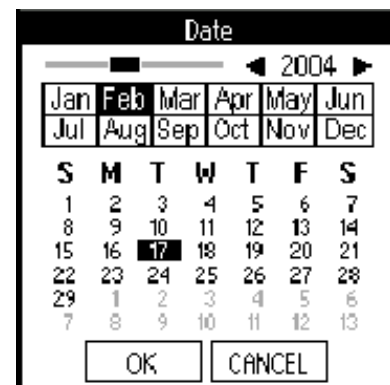 Date
2004
Jan Feb Mar Apr May Jun
Jul Aug Sep Oct Nov Dec
S M T W T F S
1 2 3 4 5 6 7
8 9 10 11 12 13 14
15 16 17 18 19 20 21
22 23 24 25 26 27 28
29 1 2 3 4 5 6
7 8 9 10 11 12 13
OK CANCEL